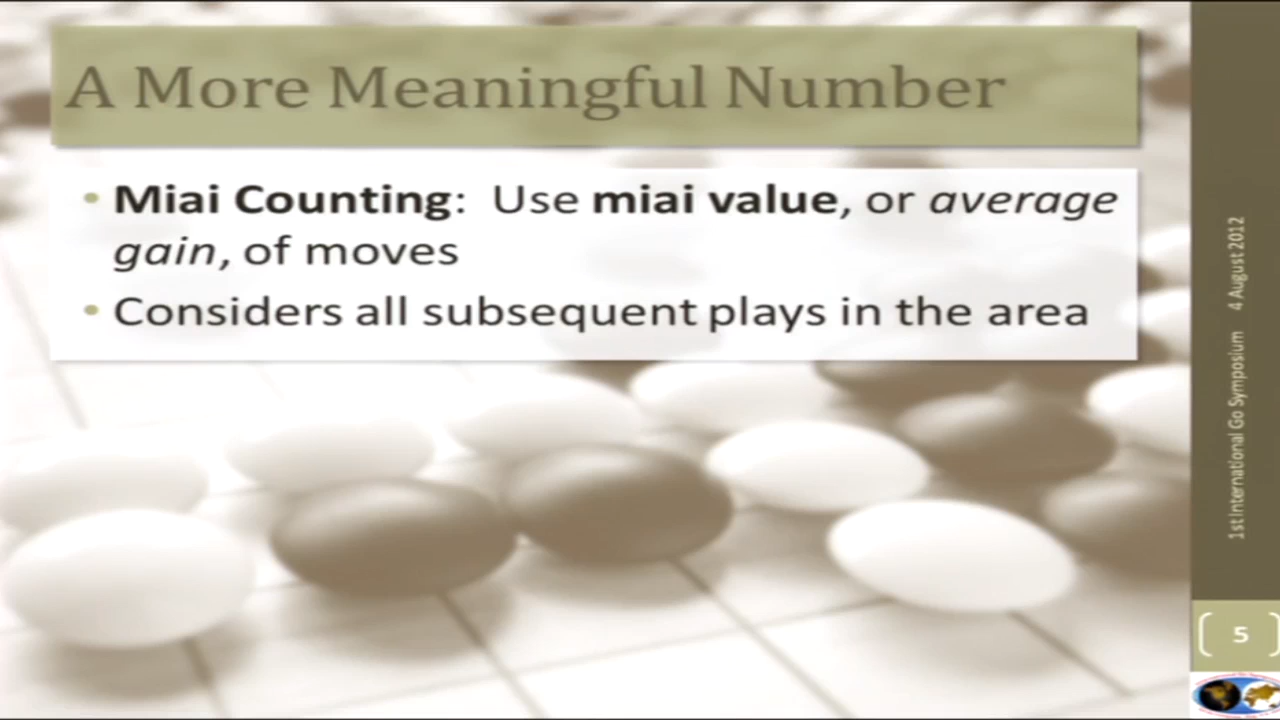 A More Meaningful Number
• Miai Counting: Use miai value, or average
gain, of moves
• Considers all subsequent plays in the area
1st International Go Symposium 4 August 2012
5